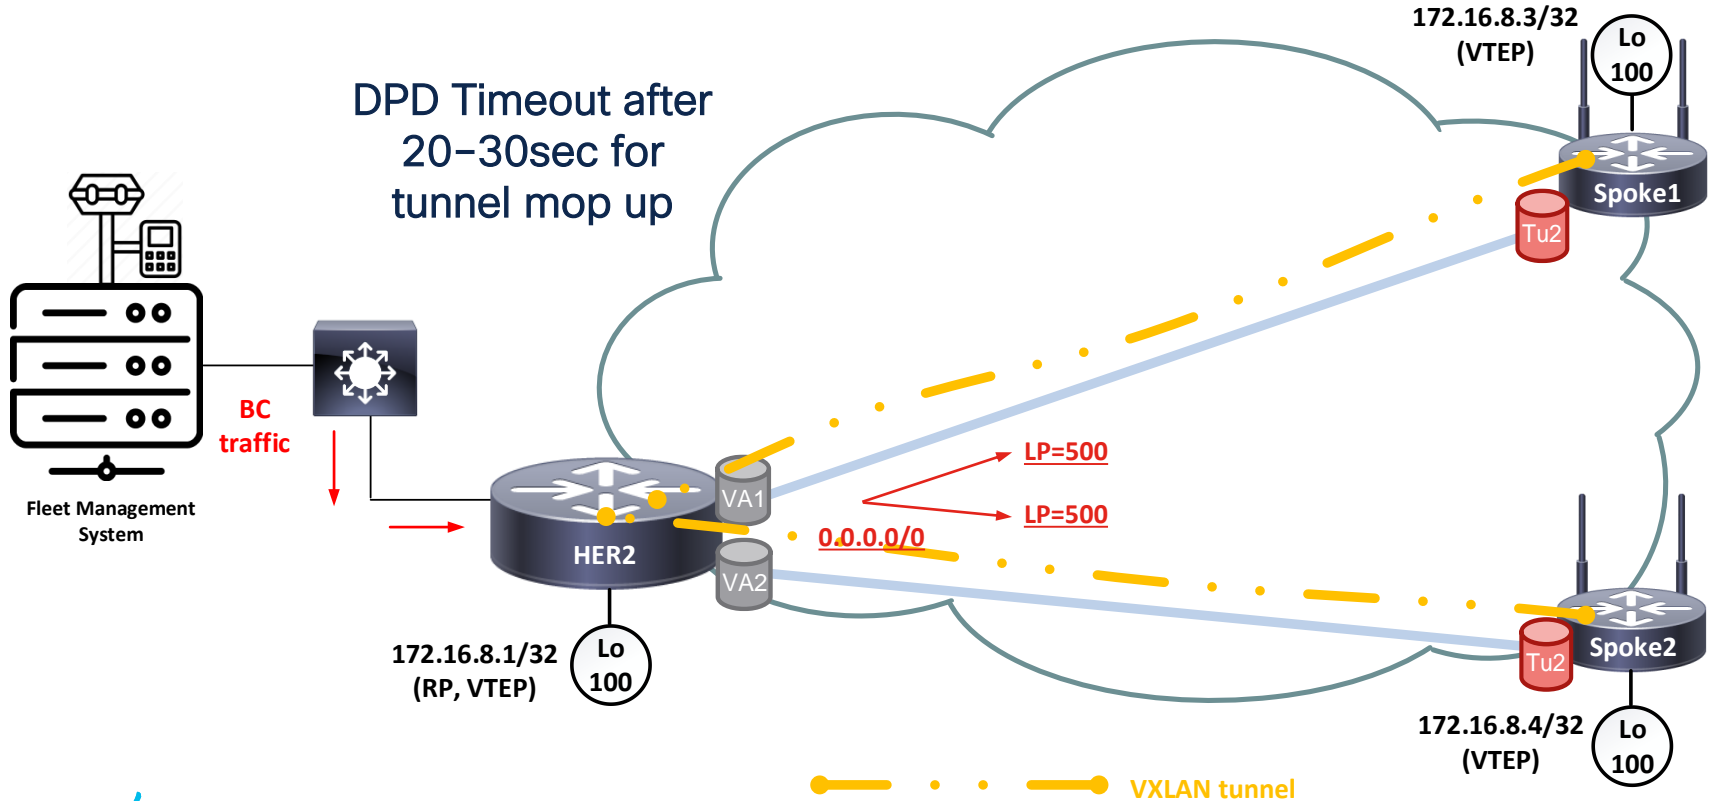 172.16.8.3/32
(VTEP)
Lo
100
DPD Timeout after
20–30sec for
tunnel mop up
Spoke1
Tu2
BC
traffic
Fleet Management
System
LP=500
VA1
LP=500
0.0.0.0/0
HER2
VA2
172.16.8.1/32
(RP, VTEP)
Lo
100
Spoke2
Tu2
172.16.8.4/32
(VTEP)
Lo
100
VXLAN tunnel